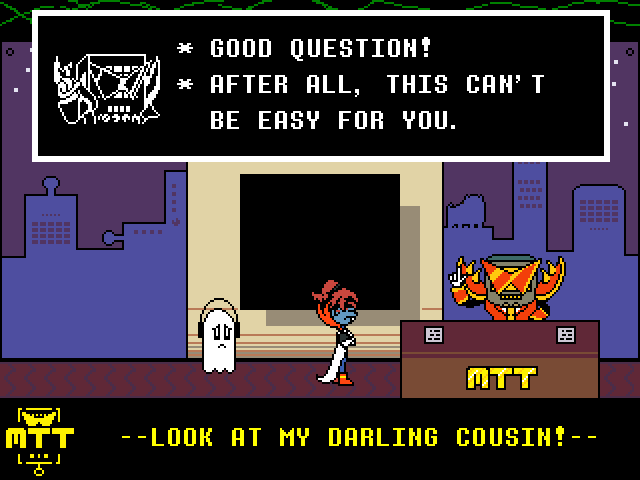 * GOOD QUESTION!
* AFTER ALL, THIS CAN'T
BE EASY FOR YOU.
MTT
MTT
--LOOK AT MY DARLING COUSIN!--